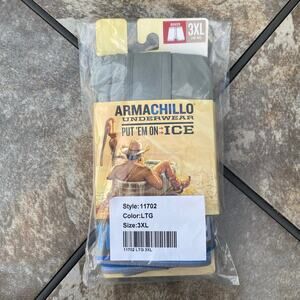 BOXER
3XL
ARMACHILLO
UNDERWEAR
PUT 'EM ON ICE
Style:11702
Color:LTG
Size:3XL
11702 LTG 3XL